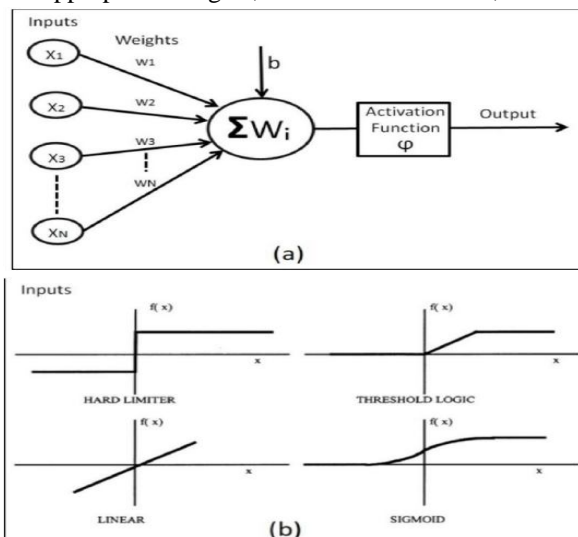 Inputs
Weights
X1
W1
b
X2
W2
X3
W3
WN
XN
ΣWi
Activation
Function
φ
Output
(a)
Inputs
f( x)
x
HARD LIMITER
f( x)
x
THRESHOLD LOGIC
f( x)
x
LINEAR
f( x)
x
SIGMOID
(b)